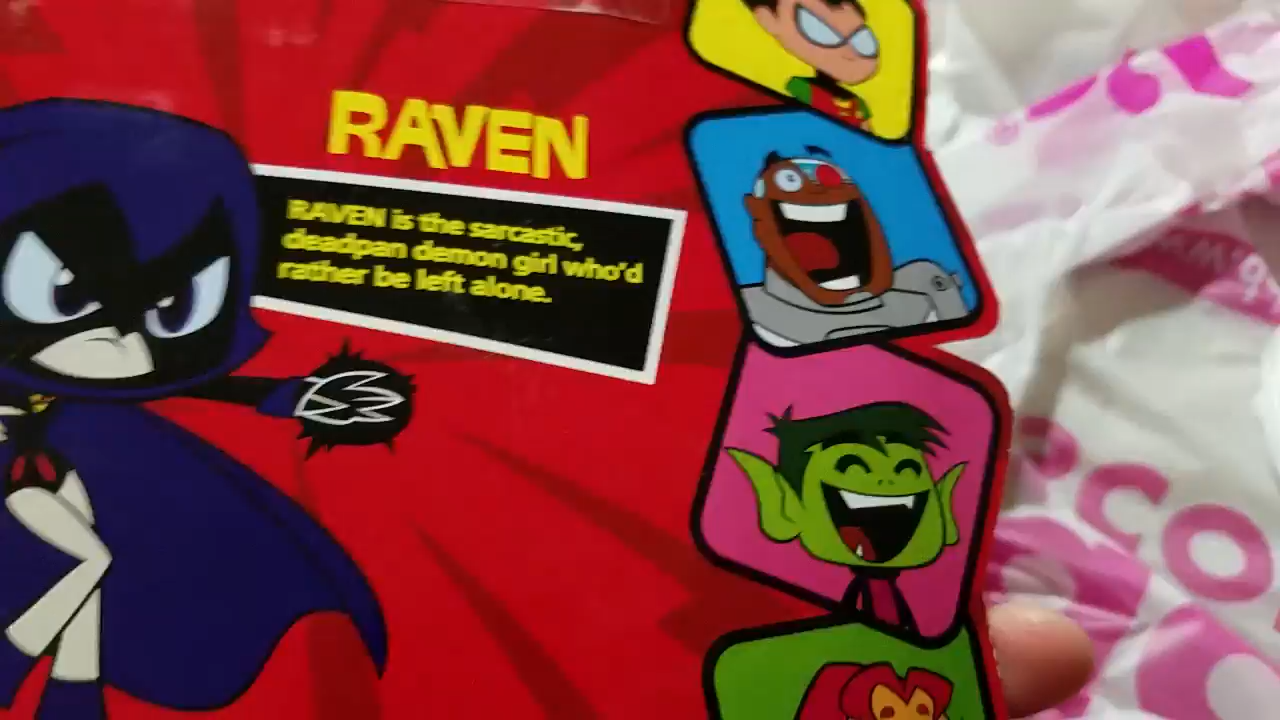 RAVEN
RAVEN is the sarcastic,
deadpan demon girl who'd
rather be left alone.